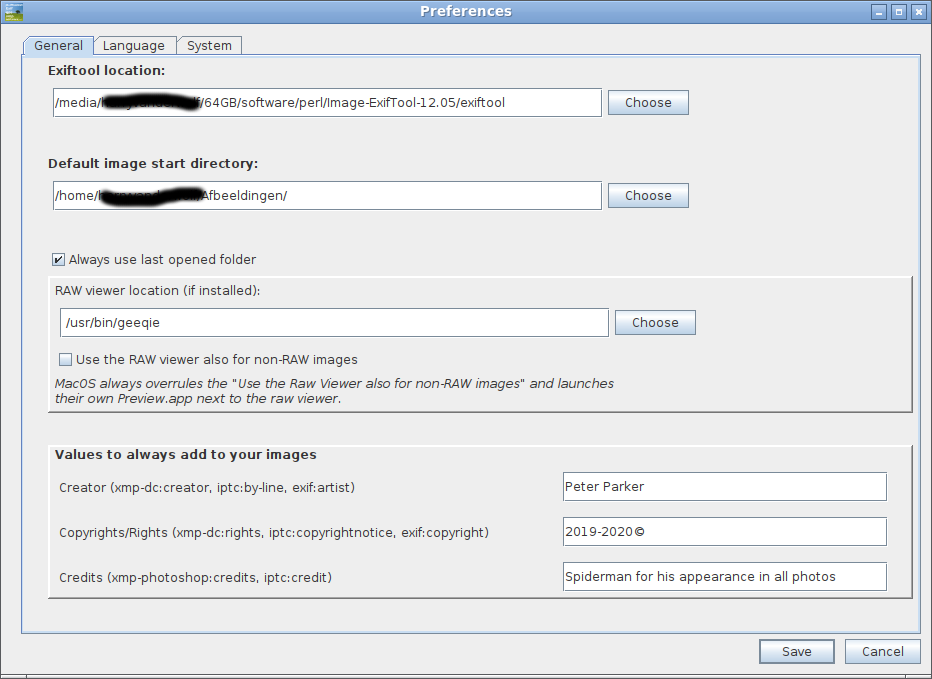 Preferences
General Language System
Exiftool location:
/media/ /64GB/software/perl/Image-ExifTool-12.05/exiftool Choose
Default image start directory:
/home/ Afbeeldingen/ Choose
Always use last opened folder
RAW viewer location (if installed):
/usr/bin/geeqie Choose
Use the RAW viewer also for non-RAW images
MacOS always overrules the "Use the Raw Viewer also for non-RAW images" and launches
their own Preview.app next to the raw viewer.
Values to always add to your images
Creator (xmp-dc:creator, iptc:by-line, exif:artist) Peter Parker
Copyrights/Rights (xmp-dc:rights, iptc:copyrightnotice, exif:copyright) 2019-2020©
Credits (xmp-photoshop:credits, iptc:credit) Spiderman for his appearance in all photos
Save Cancel